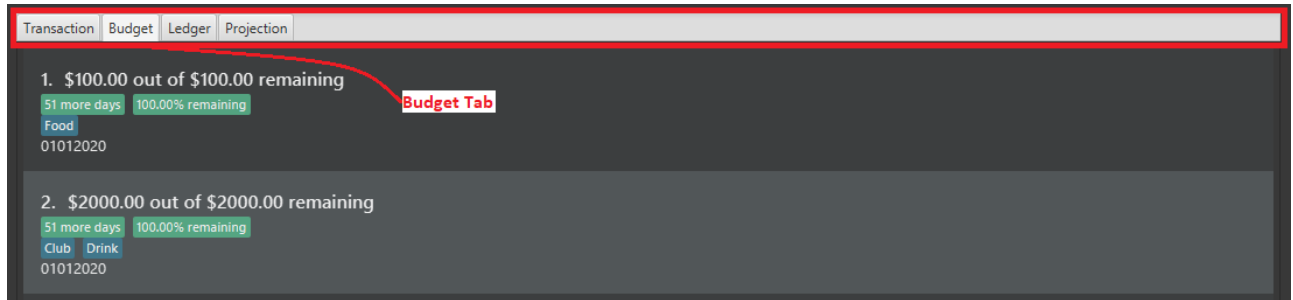 Transaction Budget Ledger Projection
1. $100.00 out of $100.00 remaining
51 more days 100.00% remaining
Budget Tab
Food
01012020
2. $2000.00 out of $2000.00 remaining
51 more days 100.00% remaining
Club Drink
01012020